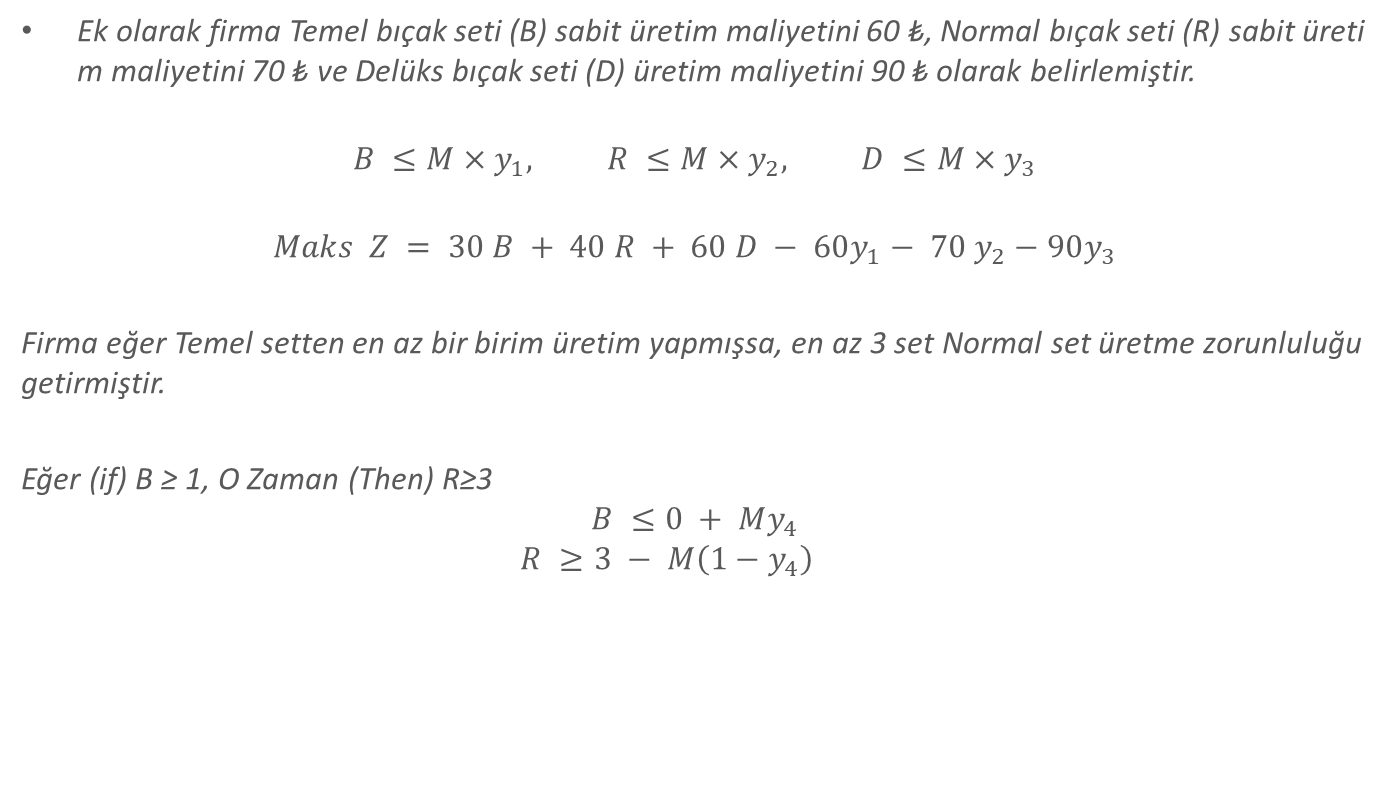 • Ek olarak firma Temel bıçak seti (B) sabit üretim maliyetini 60 ₺, Normal bıçak seti (R) sabit üreti
m maliyetini 70 ₺ ve Delüks bıçak seti (D) üretim maliyetini 90 ₺ olarak belirlemiştir.
B ≤ M × y₁, R ≤ M × y₂, D ≤ M × y₃
Maks Z = 30 B + 40 R + 60 D − 60y₁ − 70 y₂ − 90y₃
Firma eğer Temel setten en az bir birim üretim yapmışsa, en az 3 set Normal set üretme zorunluluğu
getirmiştir.
Eğer (if) B ≥ 1, O Zaman (Then) R≥3
B ≤ 0 + My₄
R ≥ 3 − M(1 − y₄)